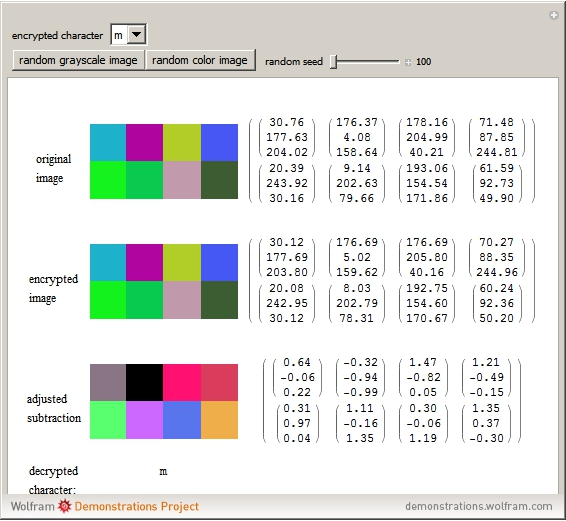 encrypted character m
random grayscale image random color image random seed 100
30.76 176.37 178.16 71.48
177.63 4.08 204.99 87.85
204.02 158.64 40.21 244.81
original
image
20.39 9.14 193.06 61.59
243.92 202.63 154.54 92.73
30.16 79.66 171.86 49.90
30.12 176.69 176.69 70.27
177.69 5.02 205.80 88.35
203.80 159.62 40.16 244.96
encrypted
image
20.08 8.03 192.75 60.24
242.95 202.79 154.60 92.36
30.12 78.31 170.67 50.20
0.64 -0.32 1.47 1.21
-0.06 -0.94 -0.82 -0.49
0.22 -0.99 0.05 -0.15
adjusted
subtraction
0.31 1.11 0.30 1.35
0.97 -0.16 -0.06 0.37
0.04 1.35 1.19 -0.30
decrypted m
character:
Wolfram Demonstrations Project demonstrations.wolfram.com